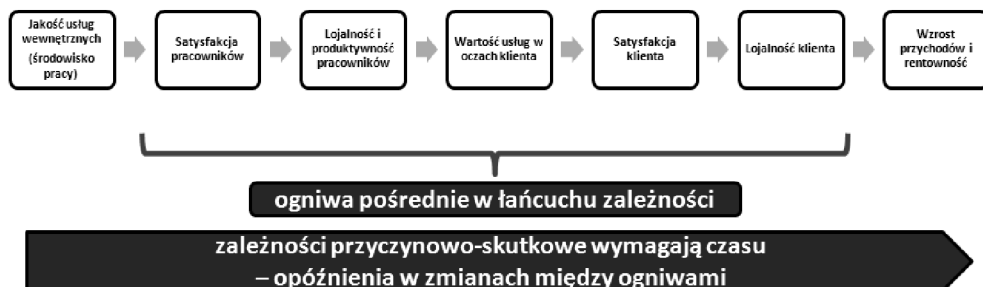 Jakość usług
wewnętrznych
(środowisko
pracy)
Satysfakcja
pracowników
Lojalność i
produktywność
pracowników
Wartość usług w
oczach klienta
Satysfakcja
klienta
Lojalność klienta
Wzrost
przychodów i
rentowność
ogniwa pośrednie w łańcuchu zależności
zależności przyczynowo-skutkowe wymagają czasu
– opóźnienia w zmianach między ogniwami